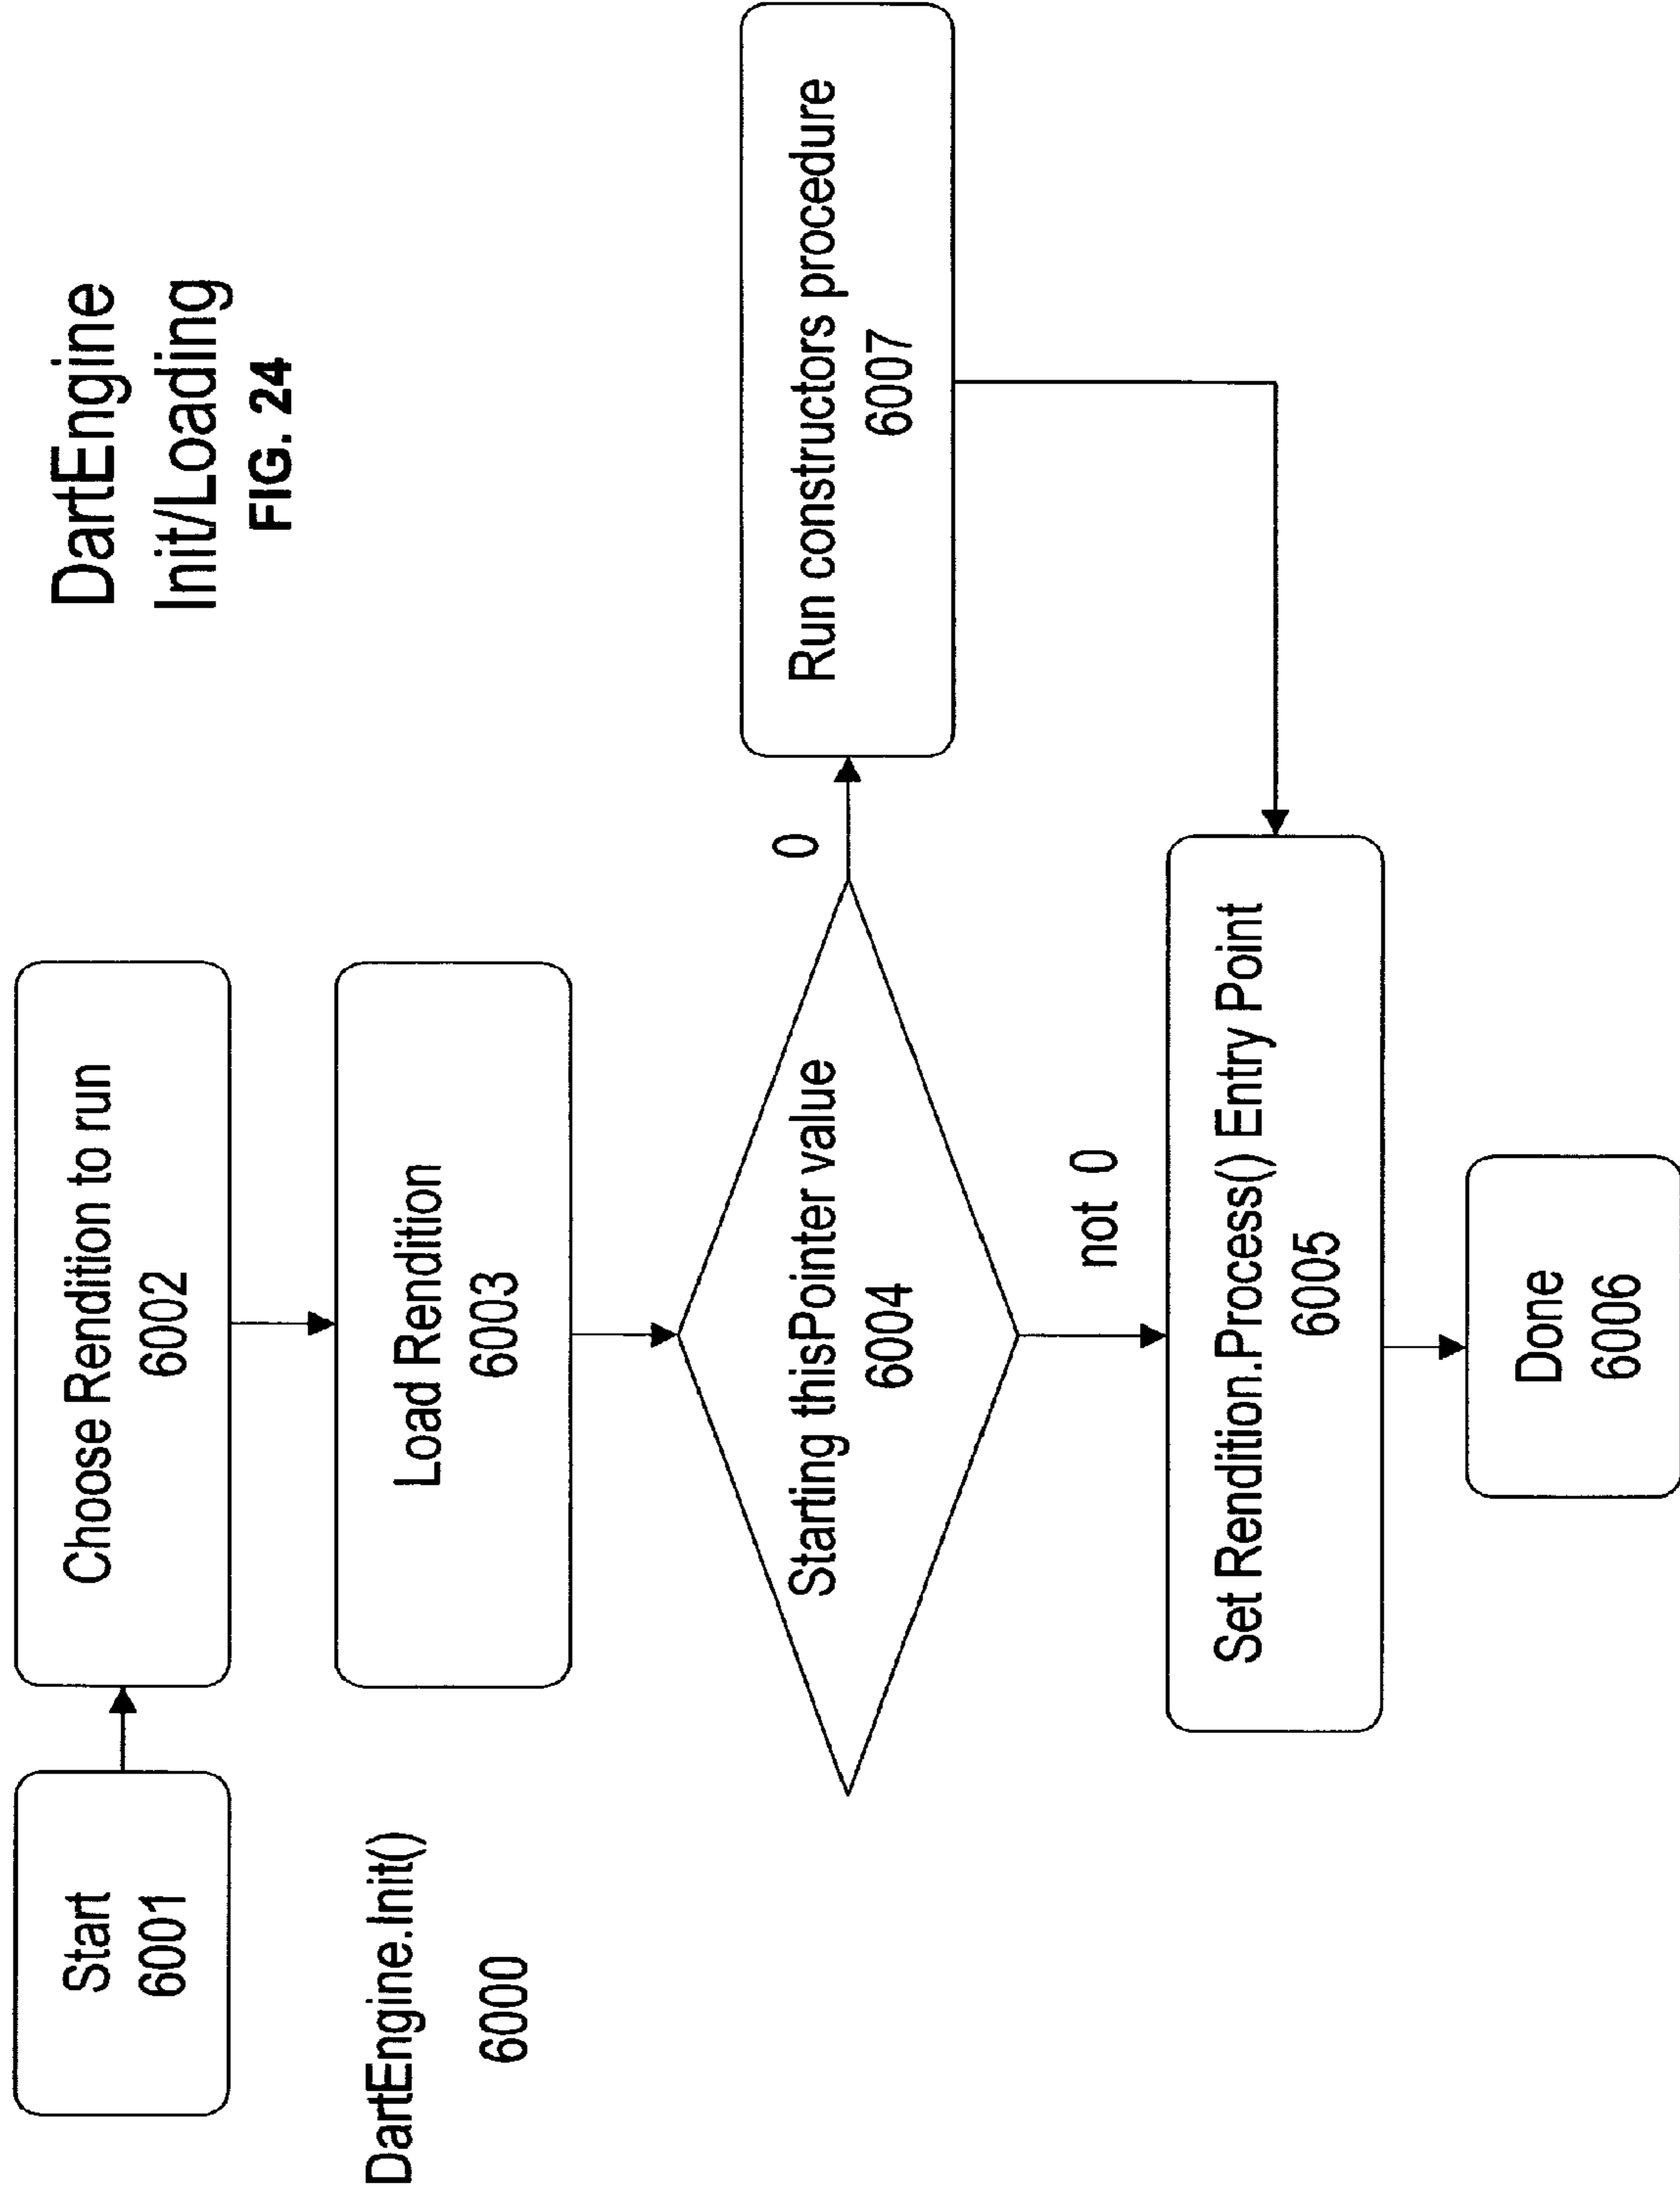 DartEngine
Init/Loading
FIG. 24
Start
6001
Choose Rendition to run
6002
DartEngine.Init()
6000
Load Rendition
6003
Starting thisPointer value
6004
0
Run constructors procedure
6007
not 0
Set Rendition.Process() Entry Point
6005
Done
6006